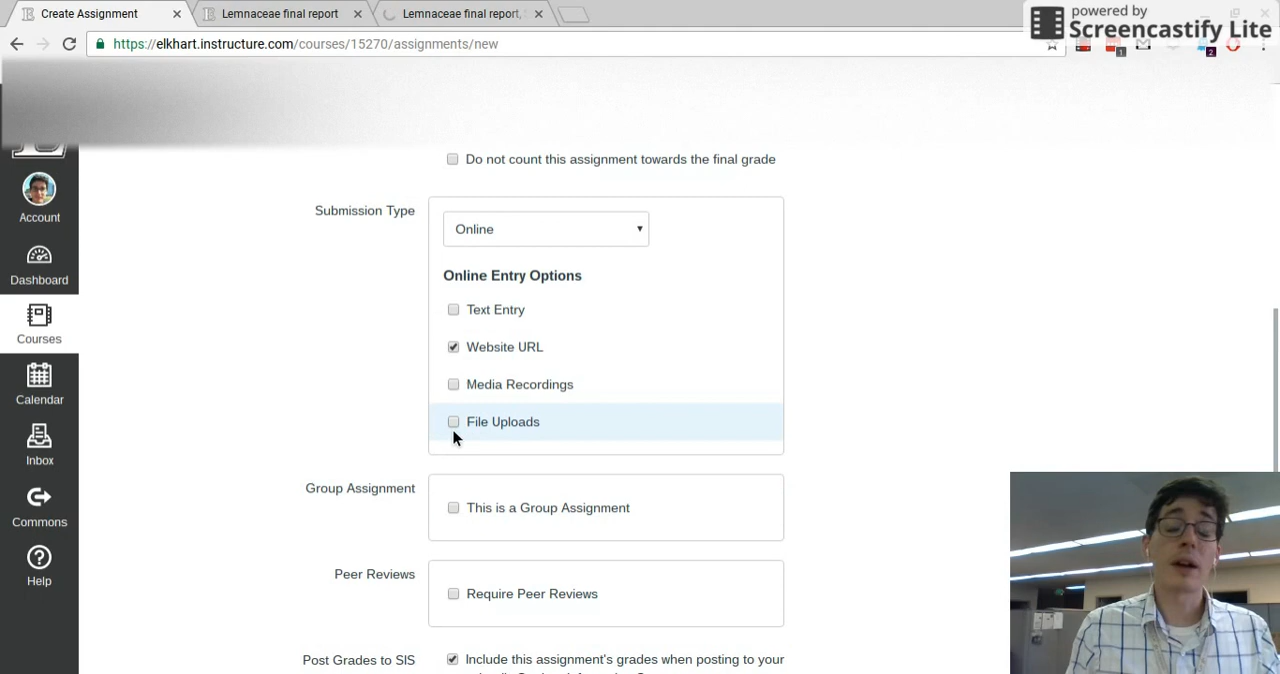 Create Assignment
Lemnaceae final report
Lemnaceae final report,
powered by
Screencastify Lite
https://elkhart.instructure.com/courses/15270/assignments/new
1
2
Do not count this assignment towards the final grade
Account
Submission Type
Online
Dashboard
Online Entry Options
Text Entry
Courses
Website URL
Calendar
Media Recordings
File Uploads
Inbox
Group Assignment
This is a Group Assignment
Commons
Help
Peer Reviews
Require Peer Reviews
Post Grades to SIS
Include this assignment's grades when posting to your